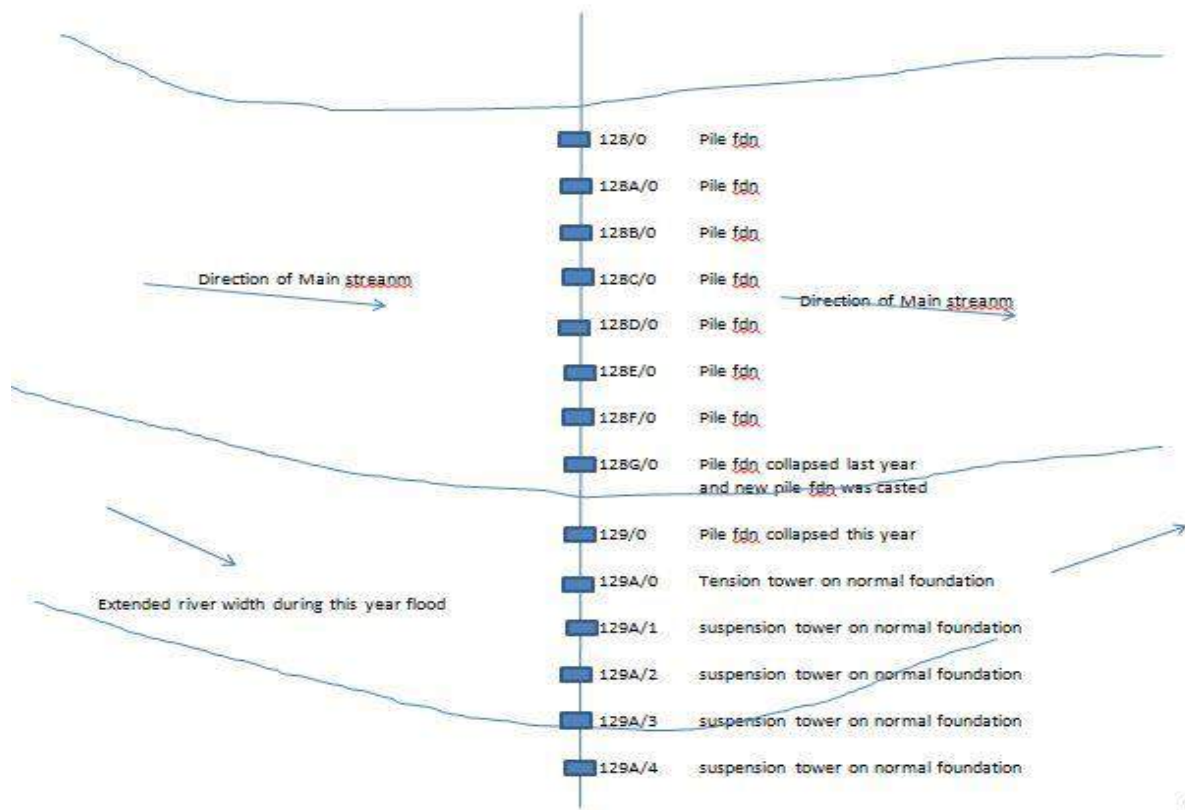 128/0 Pile fdn
128A/0 Pile fdn
128B/0 Pile fdn
128C/0 Pile fdn
Direction of Main streanm
Direction of Main streanm
128D/0 Pile fdn
128E/0 Pile fdn
128F/0 Pile fdn
128G/0 Pile fdn collapsed last year
and new pile fdn was casted
129/0 Pile fdn collapsed this year
129A/0 Tension tower on normal foundation
Extended river width during this year flood
129A/1 suspension tower on normal foundation
129A/2 suspension tower on normal foundation
129A/3 suspension tower on normal foundation
129A/4 suspension tower on normal foundation